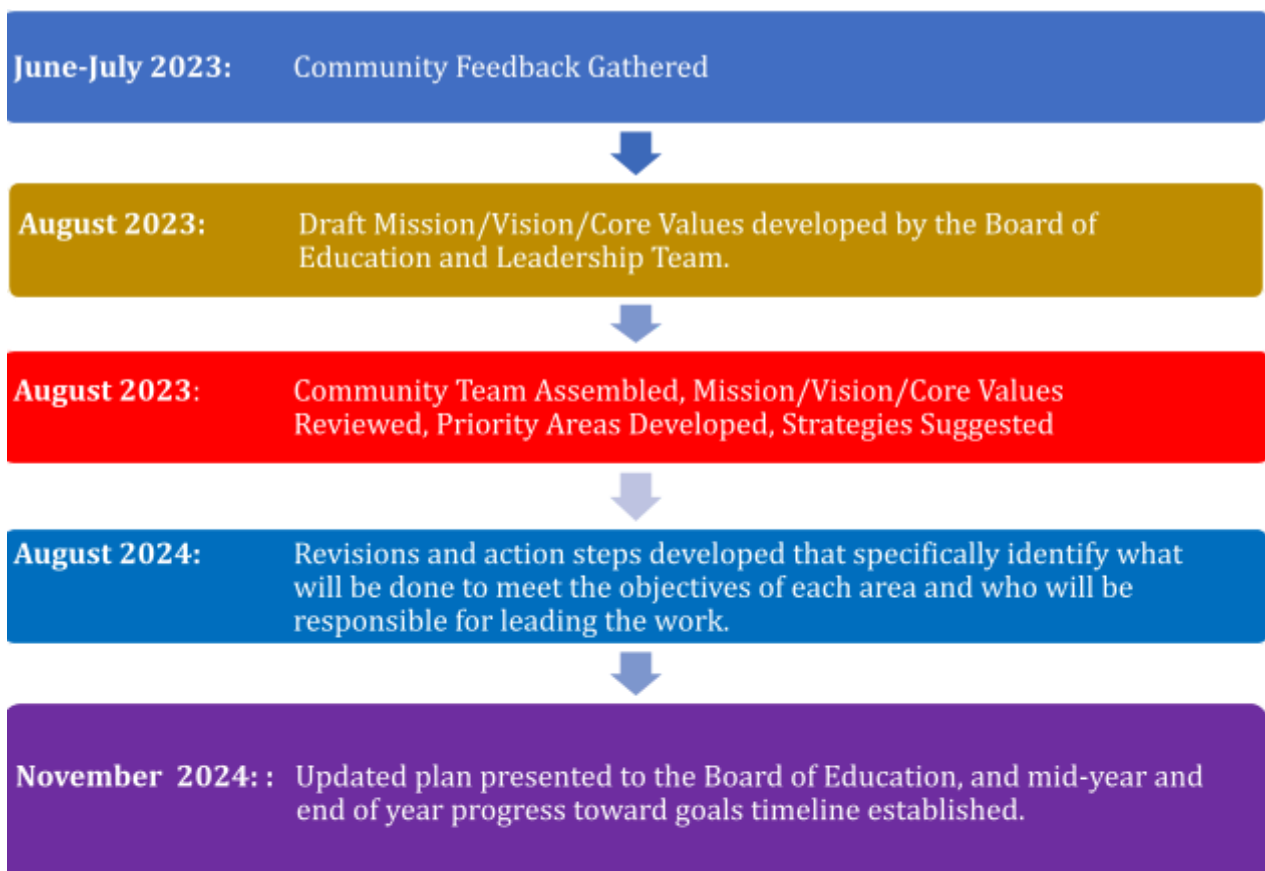 June-July 2023: Community Feedback Gathered
August 2023: Draft Mission/Vision/Core Values developed by the Board of
Education and Leadership Team.
August 2023: Community Team Assembled, Mission/Vision/Core Values
Reviewed, Priority Areas Developed, Strategies Suggested
August 2024: Revisions and action steps developed that specifically identify what
will be done to meet the objectives of each area and who will be
responsible for leading the work.
November 2024: : Updated plan presented to the Board of Education, and mid-year and
end of year progress toward goals timeline established.